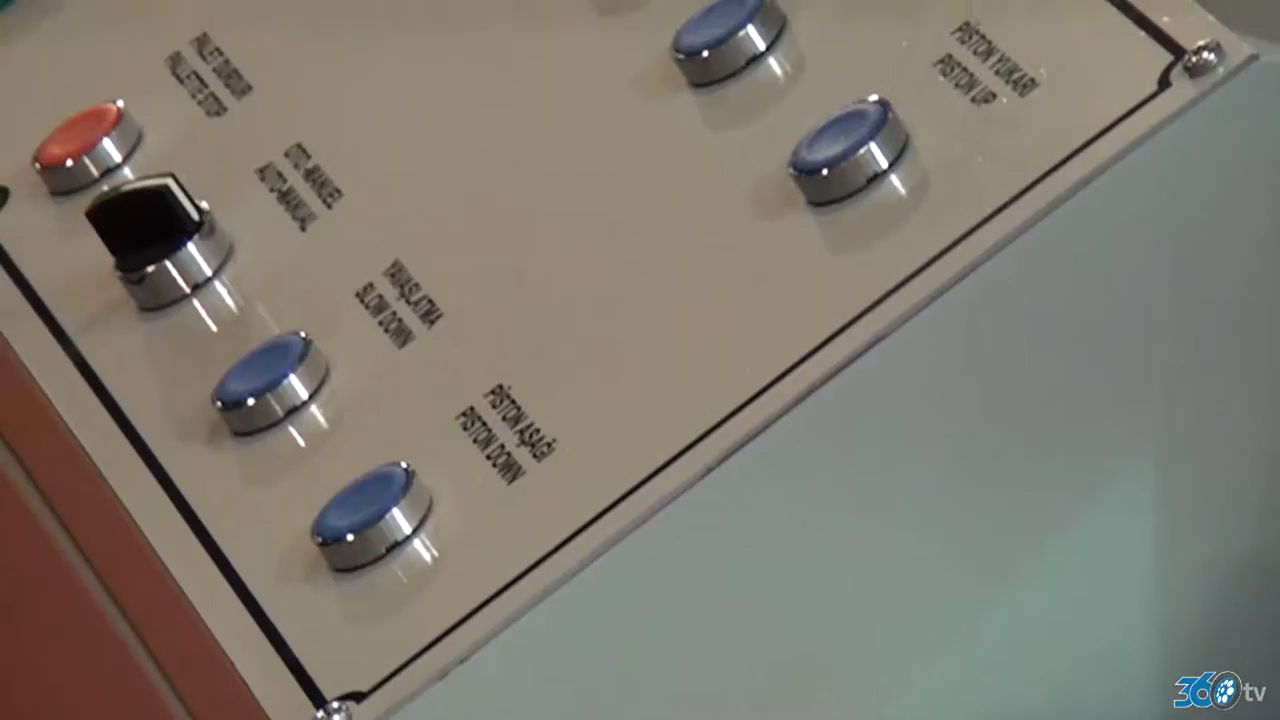 PALET DURDUR
PALLETE STOP
OTO-MANUEL
AUTO-MANUAL
YAVAŞLATMA
SLOW DOWN
PİSTON AŞAĞI
PISTON DOWN
PİSTON YUKARI
PISTON UP
360tv